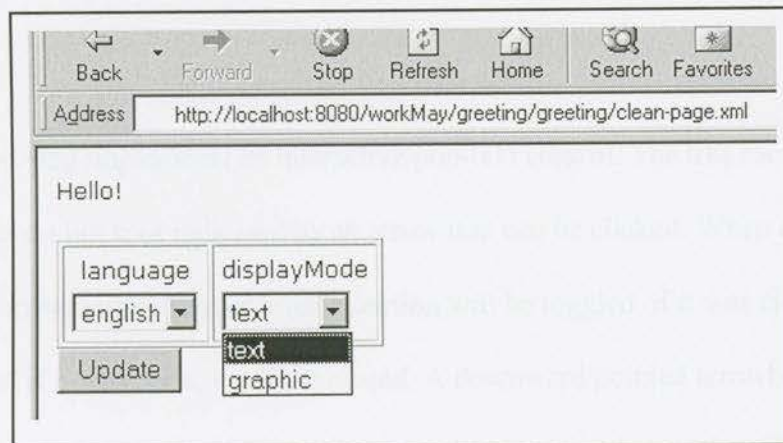 Back Forward Stop Refresh Home Search Favorites
Address http://localhost:8080/workMay/greeting/greeting/clean-page.xml
Hello!
language displayMode
english text
text
Update graphic